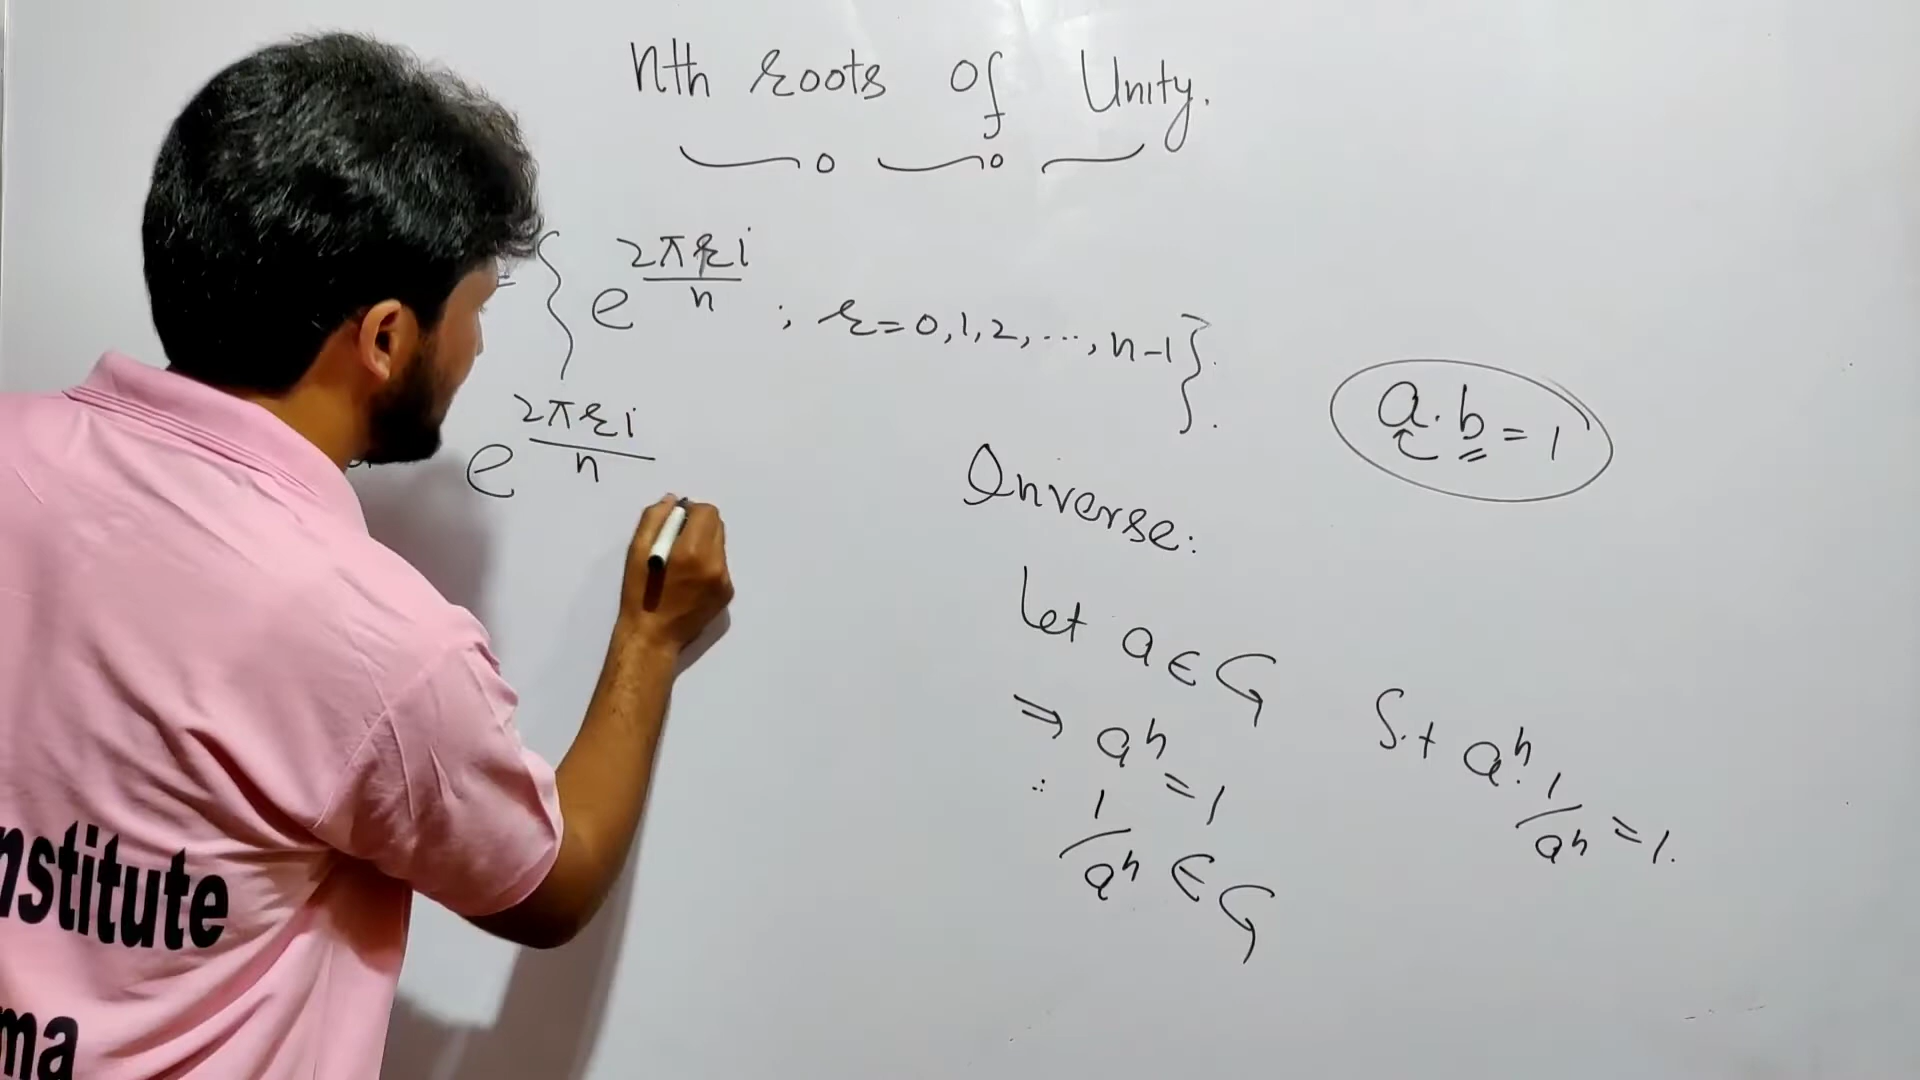 nth roots of Unity.
= { e^(2πri/n) ; r=0,1,2,...,n-1}.
e^(2πri/n)
a.b=1
Inverse:
Let a∈G
⇒ a^n=1 S.t a^n.1/a^n=1.
∴ 1/a^n ∈ G
nstitute
ma